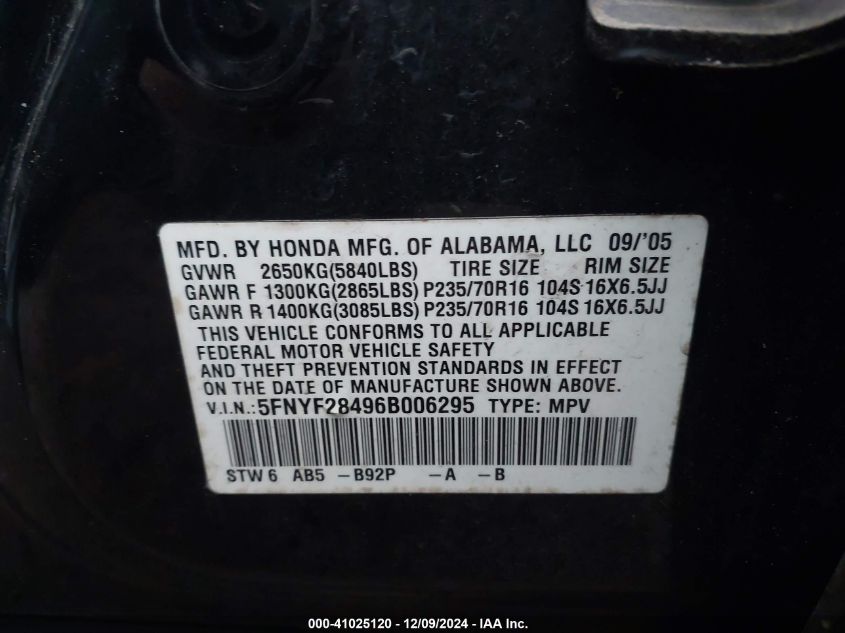 MFD. BY HONDA MFG. OF ALABAMA, LLC 09/'05
GVWR 2650KG(5840LBS) TIRE SIZE RIM SIZE
GAWR F 1300KG(2865LBS) P235/70R16 104S 16X6.5JJ
GAWR R 1400KG(3085LBS) P235/70R16 104S 16X6.5JJ
THIS VEHICLE CONFORMS TO ALL APPLICABLE
FEDERAL MOTOR VEHICLE SAFETY
AND THEFT PREVENTION STANDARDS IN EFFECT
ON THE DATE OF MANUFACTURE SHOWN ABOVE.
V.I.N.: 5FNYF28496B006295 TYPE: MPV
STW 6 AB5 -B92P -A -B
000-41025120 - 12/09/2024 - IAA Inc.